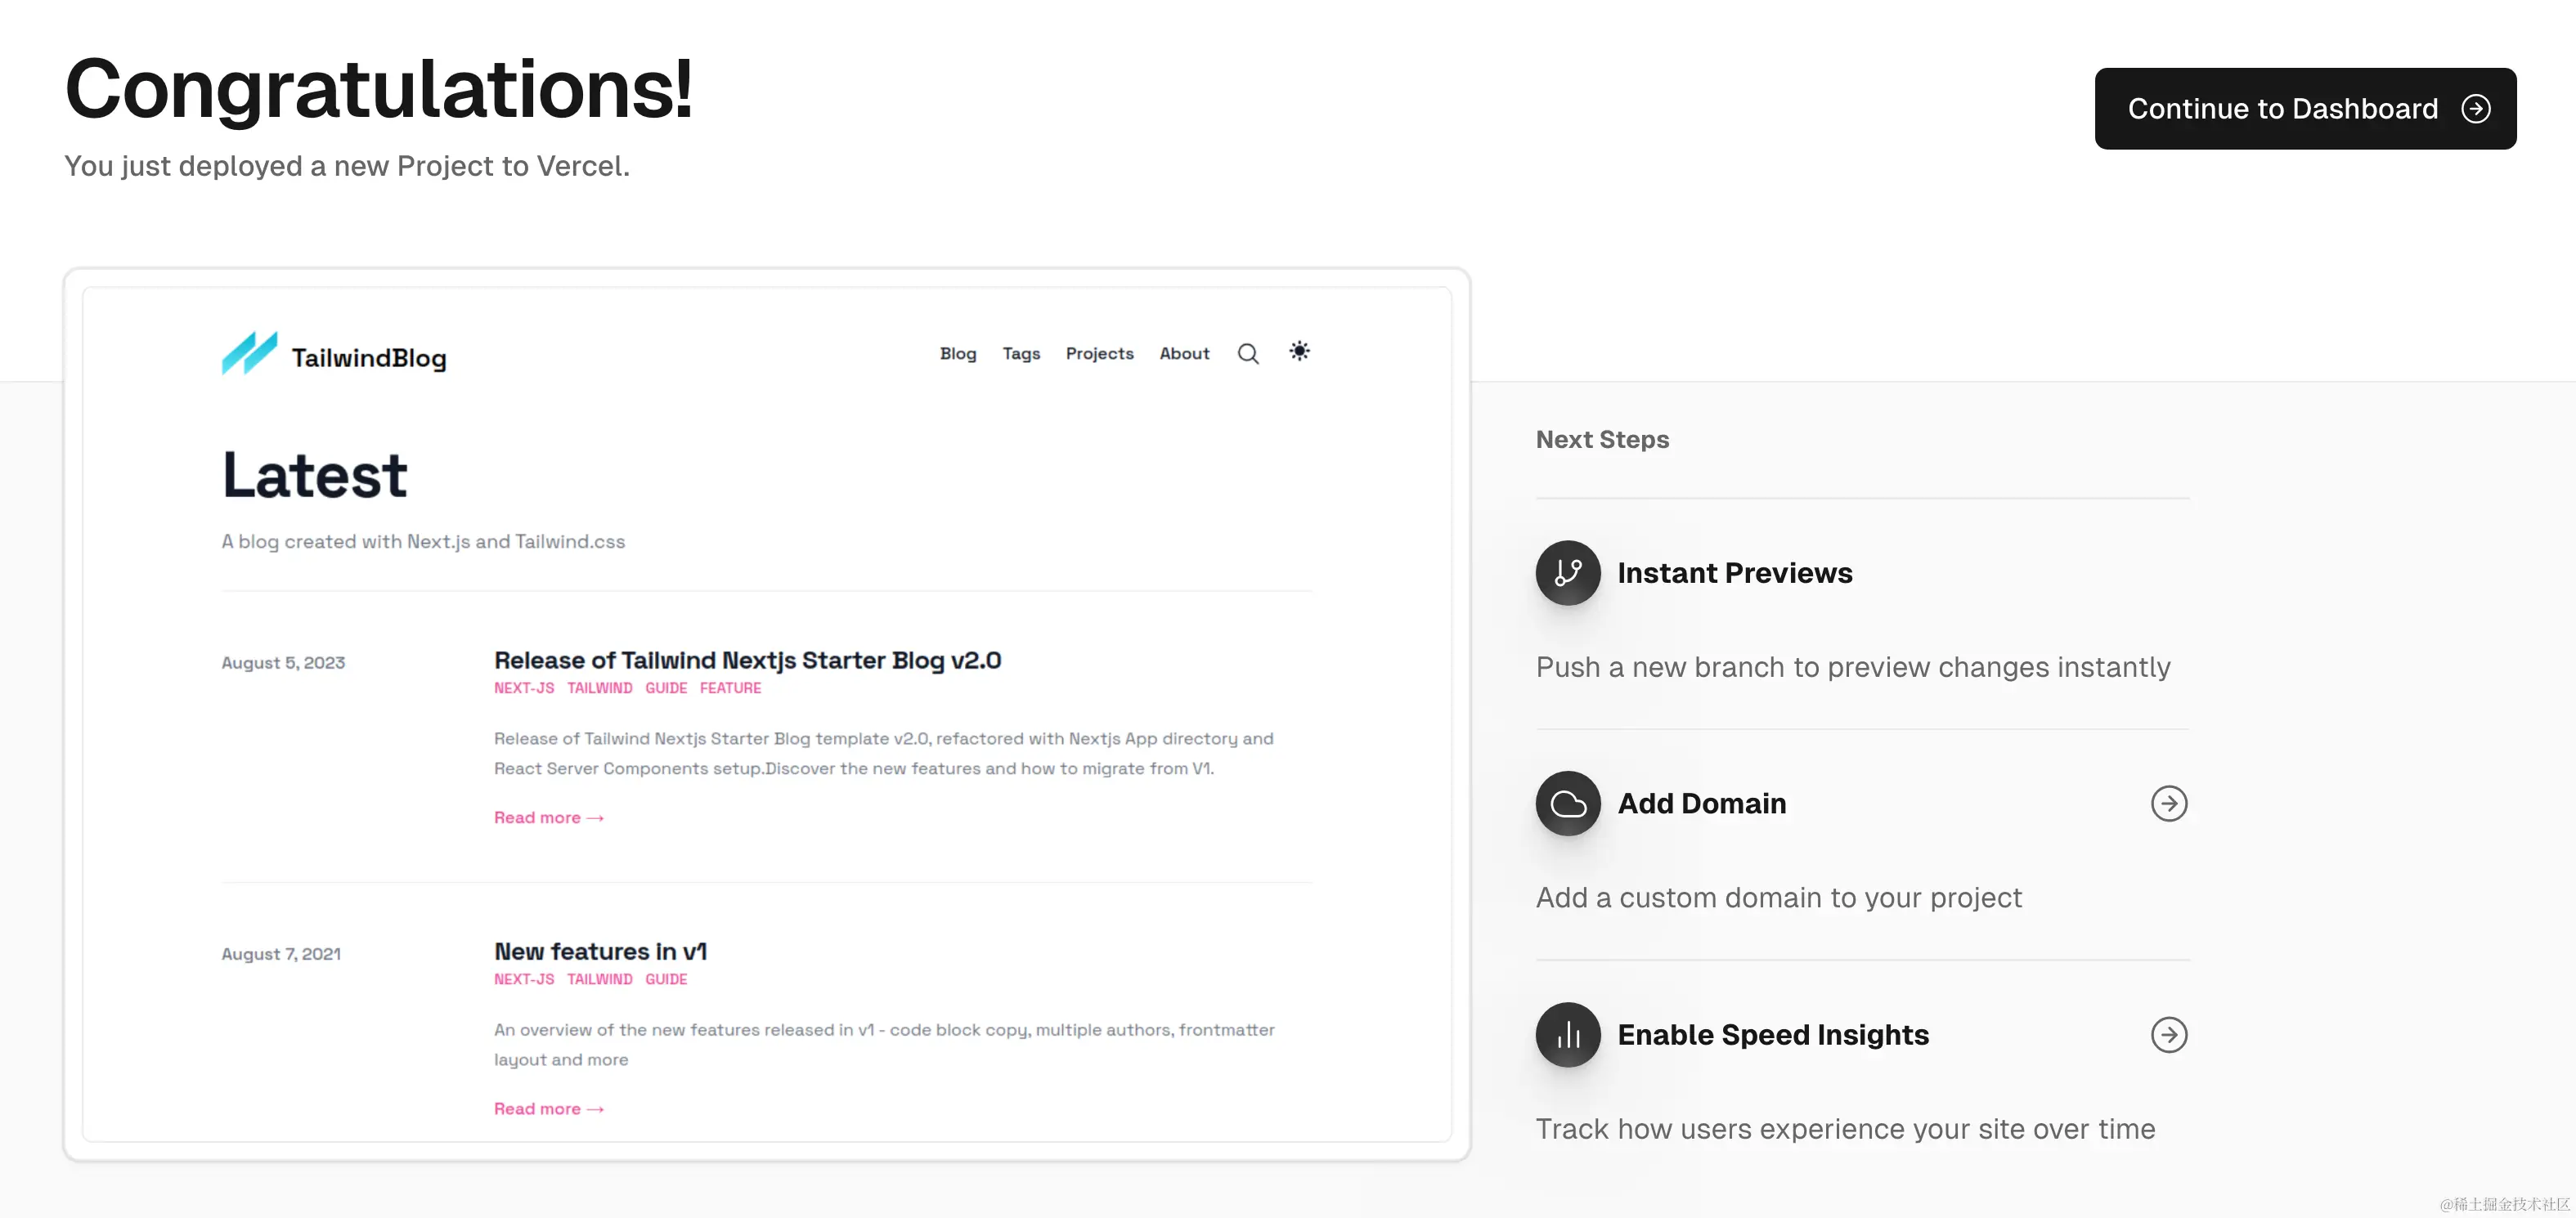 Congratulations!
You just deployed a new Project to Vercel.
Continue to Dashboard
TailwindBlog
Blog Tags Projects About
Latest
A blog created with Next.js and Tailwind.css
August 5, 2023
Release of Tailwind Nextjs Starter Blog v2.0
NEXT-JS TAILWIND GUIDE FEATURE
Release of Tailwind Nextjs Starter Blog template v2.0, refactored with Nextjs App directory and
React Server Components setup.Discover the new features and how to migrate from V1.
Read more →
August 7, 2021
New features in v1
NEXT-JS TAILWIND GUIDE
An overview of the new features released in v1 - code block copy, multiple authors, frontmatter
layout and more
Read more →
Next Steps
Instant Previews
Push a new branch to preview changes instantly
Add Domain
Add a custom domain to your project
Enable Speed Insights
Track how users experience your site over time
@稀土掘金技术社区